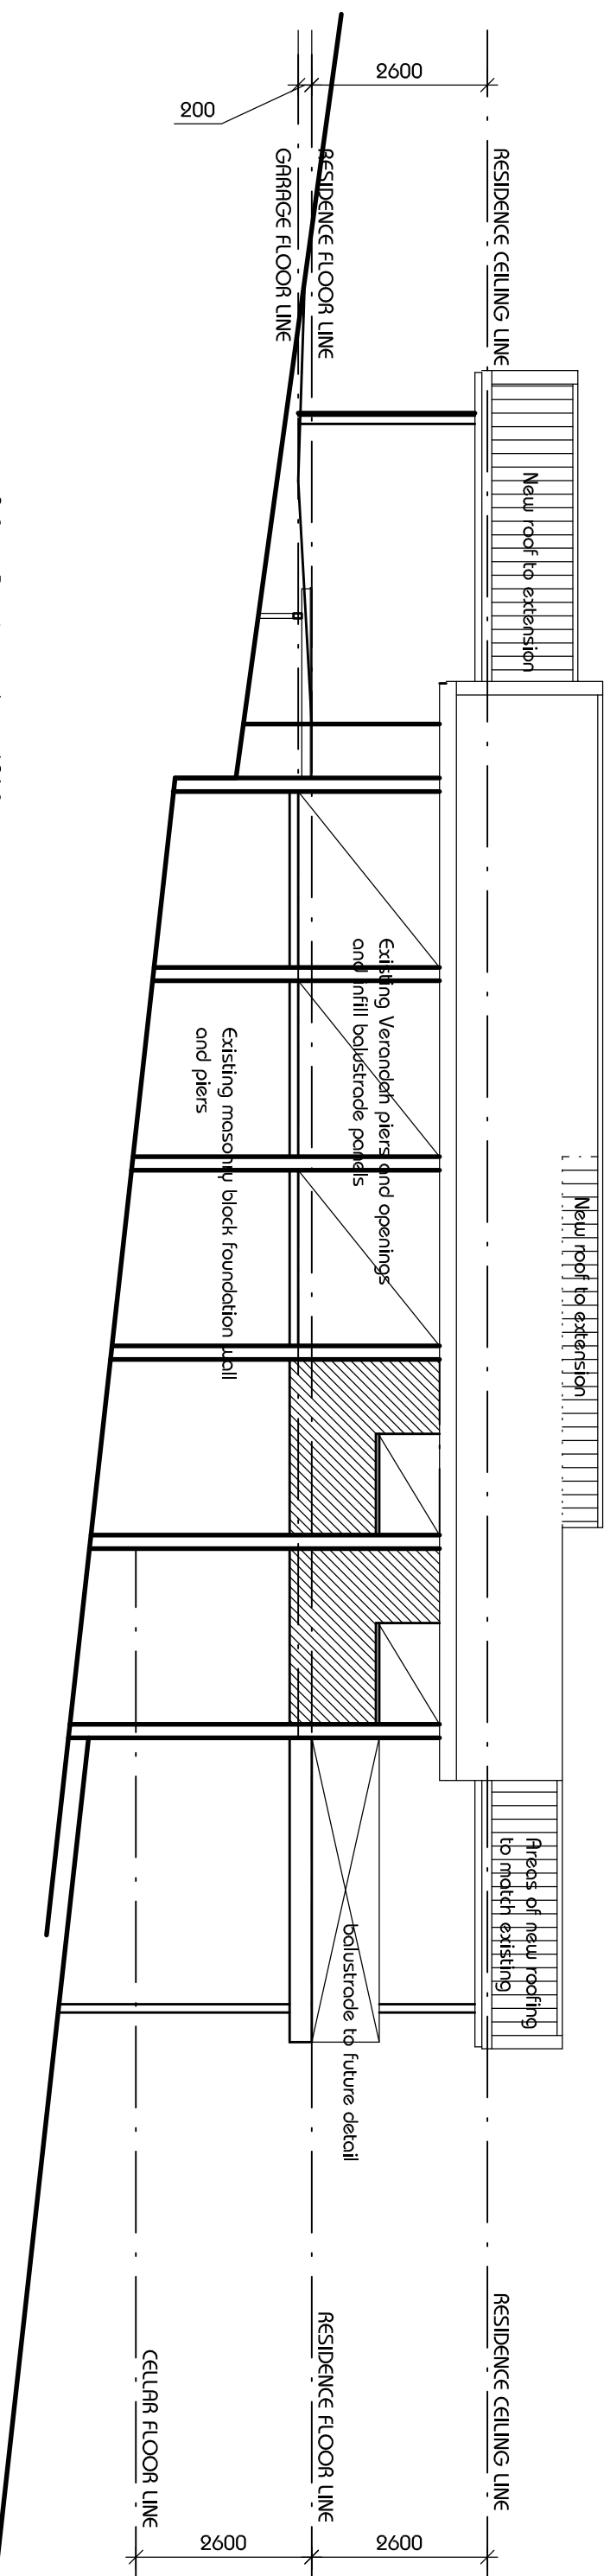 2600
200
RESIDENCE CEILING LINE
RESIDENCE FLOOR LINE
GARAGE FLOOR LINE
New roof to extension
New roof to extension
Existing Verandah piers and openings
and infill balustrade panels
Existing masonry block foundation wall
and piers
Areas of new roofing
to match existing
balustrade to future detail
RESIDENCE CEILING LINE
RESIDENCE FLOOR LINE
CELLAR FLOOR LINE
2600
2600